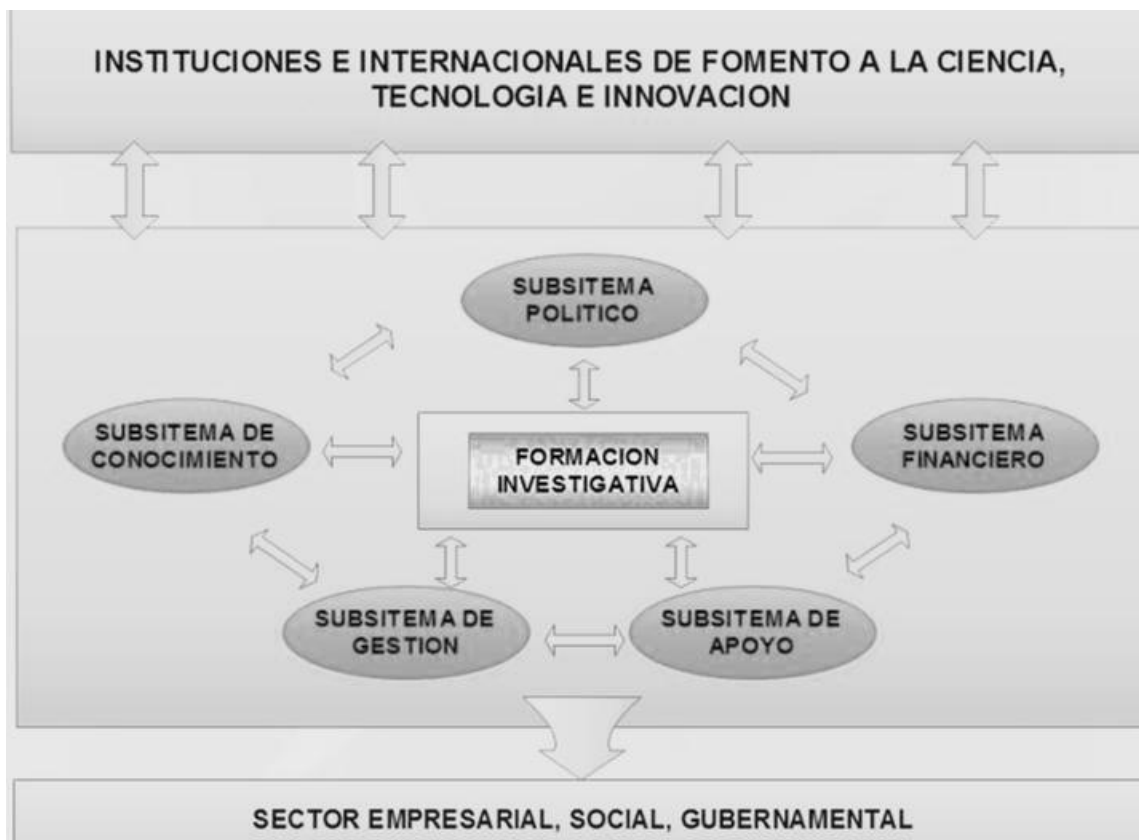 INSTITUCIONES E INTERNACIONALES DE FOMENTO A LA CIENCIA,
TECNOLOGIA E INNOVACION
SUBSITEMA
POLITICO
SUBSITEMA DE
CONOCIMIENTO
FORMACION
INVESTIGATIVA
SUBSITEMA
FINANCIERO
SUBSITEMA DE
GESTION
SUBSITEMA DE
APOYO
SECTOR EMPRESARIAL, SOCIAL, GUBERNAMENTAL